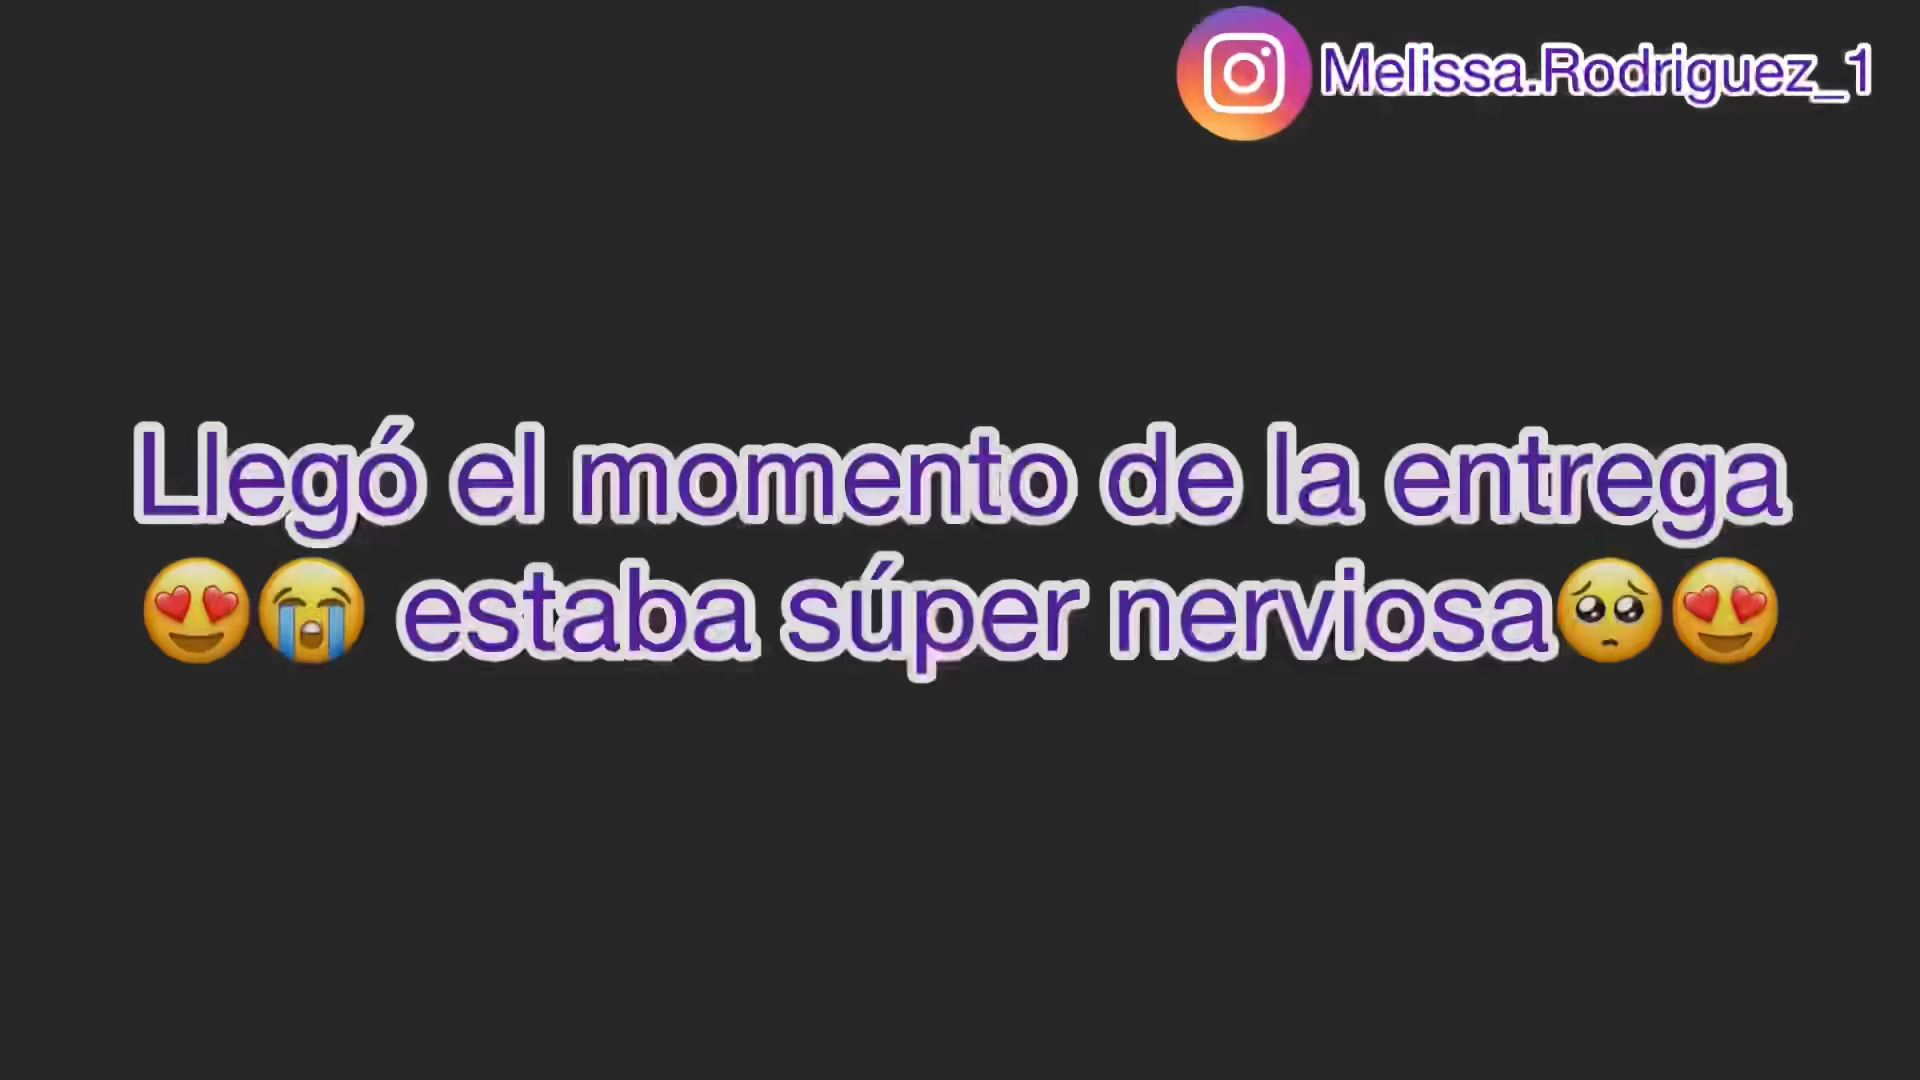 Melissa.Rodriguez_1
Llegó el momento de la entrega
😍😭 estaba súper nerviosa🥺😍